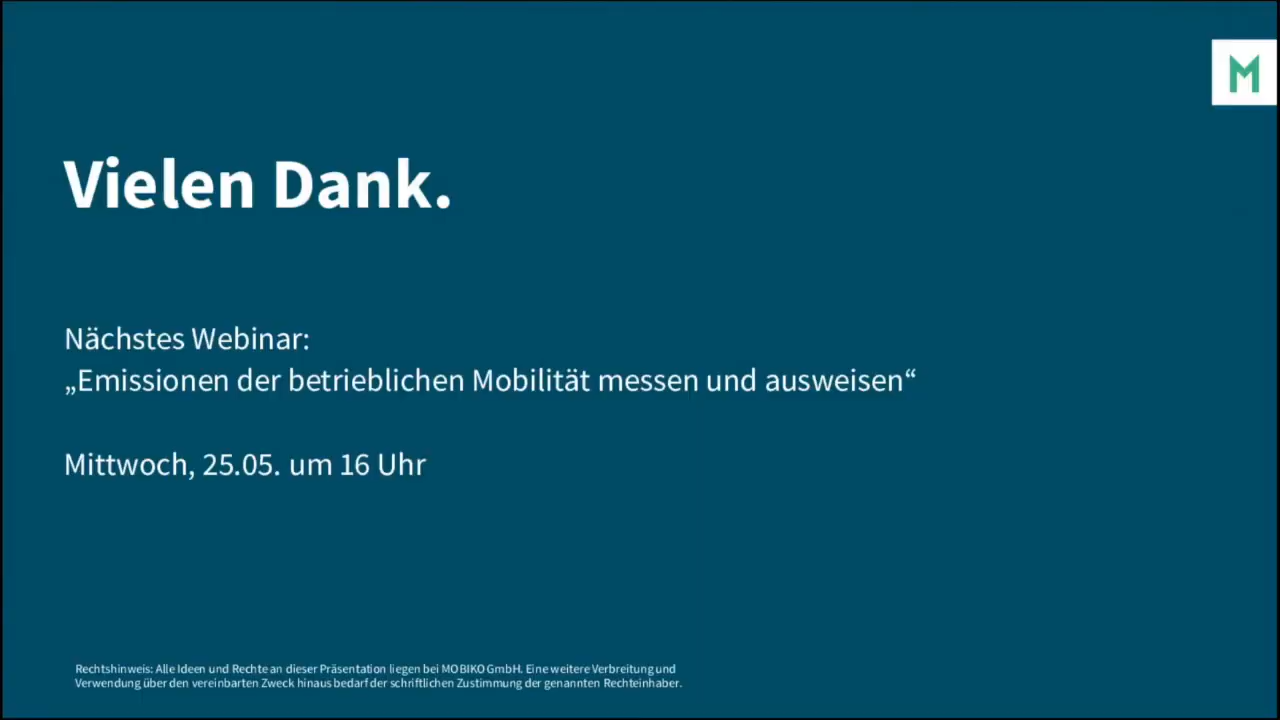 M
Vielen Dank.
Nächstes Webinar:
„Emissionen der betrieblichen Mobilität messen und ausweisen“
Mittwoch, 25.05. um 16 Uhr
Rechtshinweis: Alle Ideen und Rechte an dieser Präsentation liegen bei MOBIKO GmbH. Eine weitere Verbreitung und
Verwendung über den vereinbarten Zweck hinaus bedarf der schriftlichen Zustimmung der genannten Rechteinhaber.